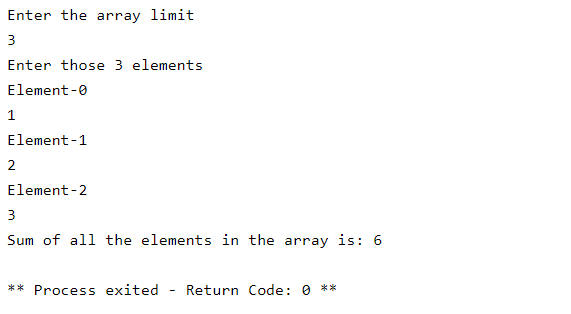 Enter the array limit
3
Enter those 3 elements
Element-0
1
Element-1
2
Element-2
3
Sum of all the elements in the array is: 6
** Process exited - Return Code: 0 **